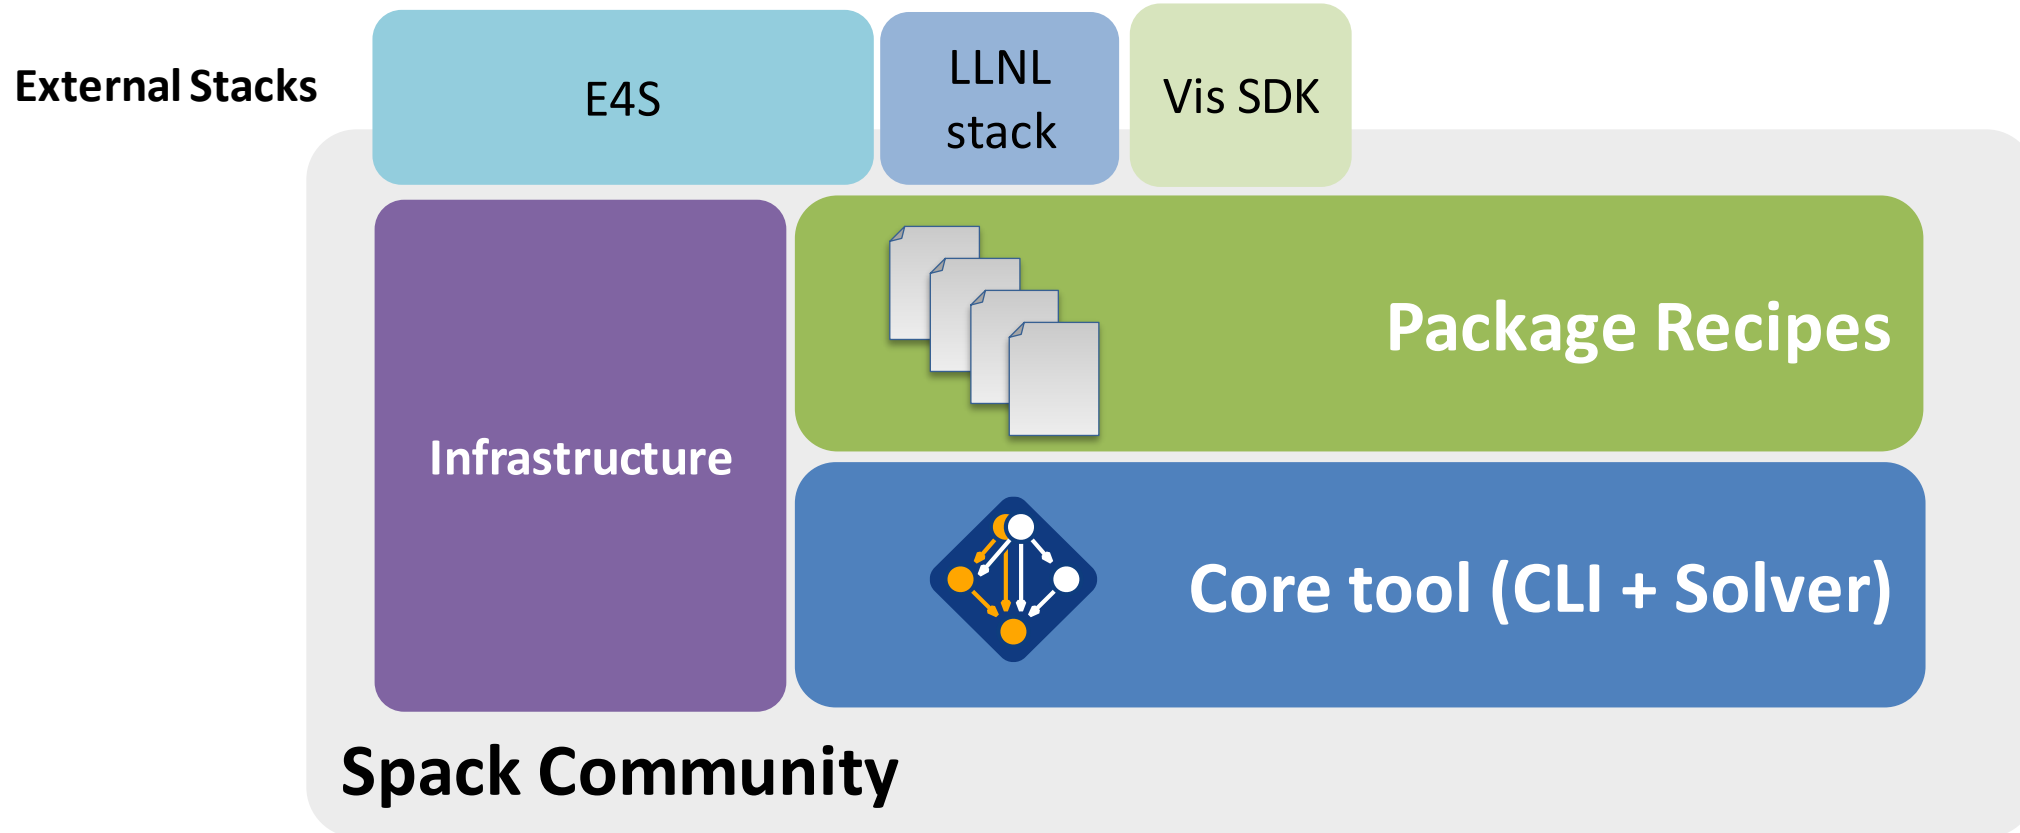 External Stacks
E4S
LLNL
stack
Vis SDK
Infrastructure
Package Recipes
Core tool (CLI + Solver)
Spack Community